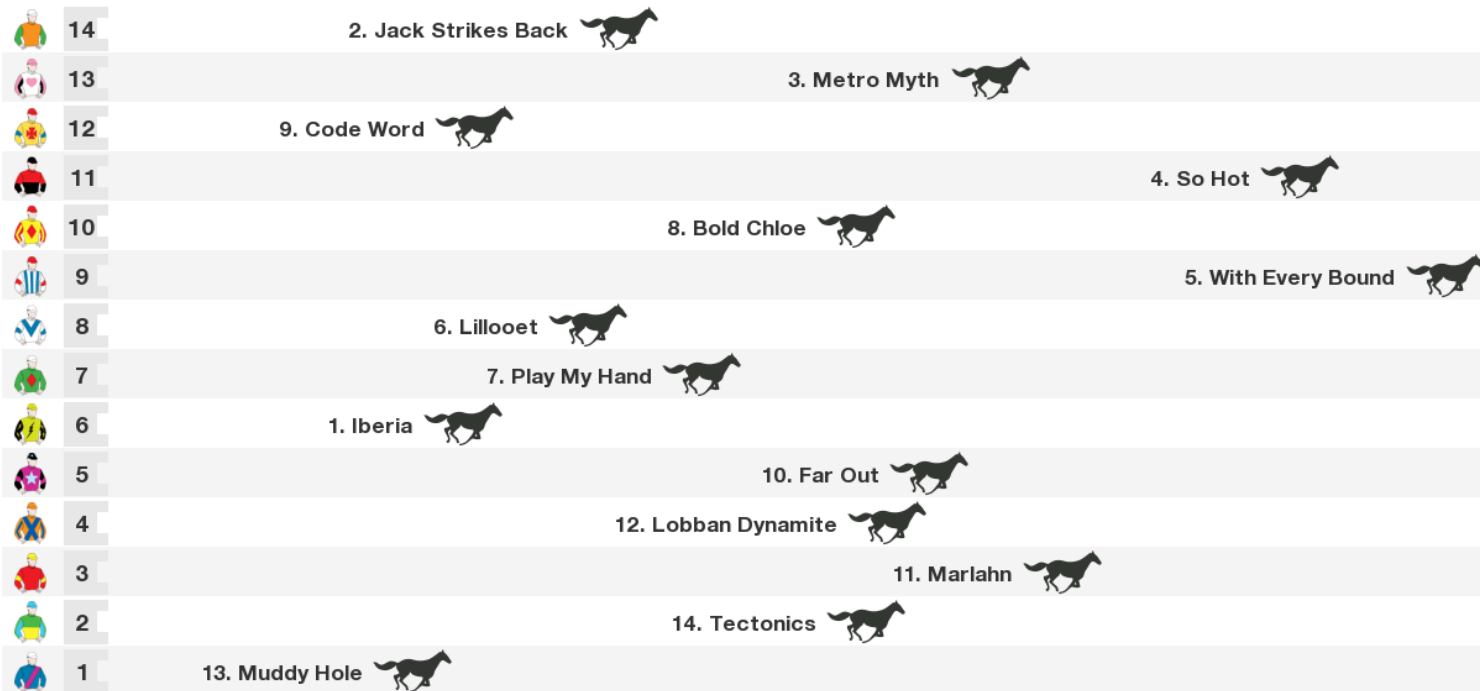 14 2. Jack Strikes Back
13 3. Metro Myth
12 9. Code Word
11 4. So Hot
10 8. Bold Chloe
9 5. With Every Bound
8 6. Lillooet
7 7. Play My Hand
6 1. Iberia
5 10. Far Out
4 12. Lobban Dynamite
3 11. Marlahn
2 14. Tectonics
1 13. Muddy Hole